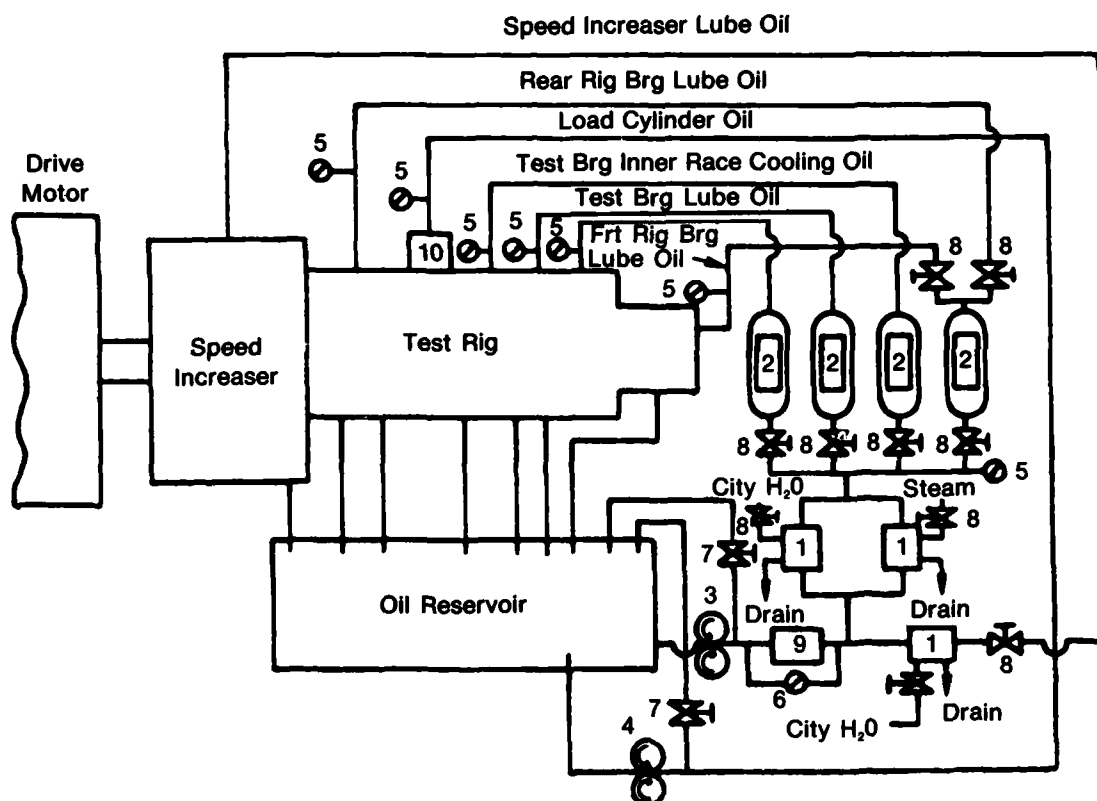 Speed Increaser Lube Oil
Rear Rig Brg Lube Oil
Load Cylinder Oil
5
5
Drive
Motor
Test Brg Inner Race Cooling Oil
Test Brg Lube Oil
5
5
5
Frt Rig Brg
Lube Oil
8
8
10
5
Speed
Increaser
Test Rig
2
2
2
2
8
8
8
8
5
City H₂0
Steam
8
8
7
1
1
Drain
Drain
Oil Reservoir
3
9
1
8
6
7
4
City H₂0
Drain